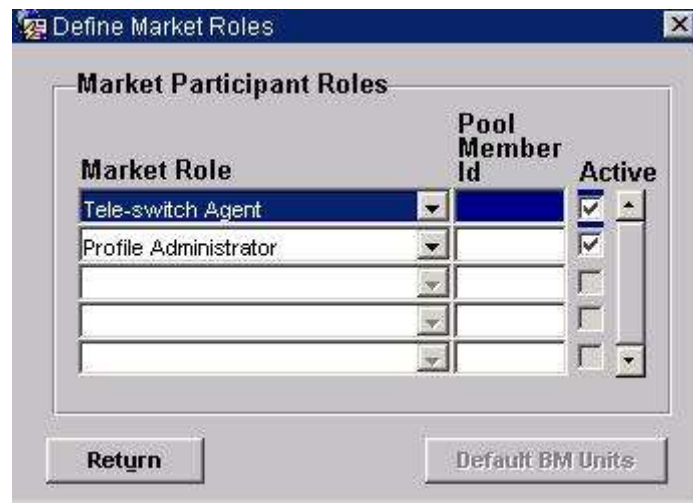 Define Market Roles
Market Participant Roles
Market Role
Pool
Member
Id
Active
Tele-switch Agent
Profile Administrator
Return
Default BM Units